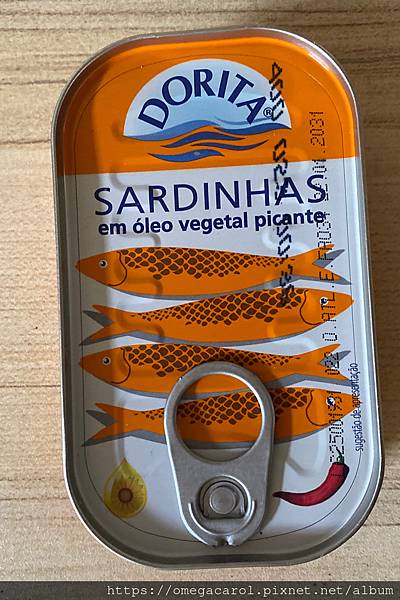 DORITA®
SARDINHAS
em óleo vegetal picante
sugestão de apresentação
https://omegacarol.pixnet.net/album